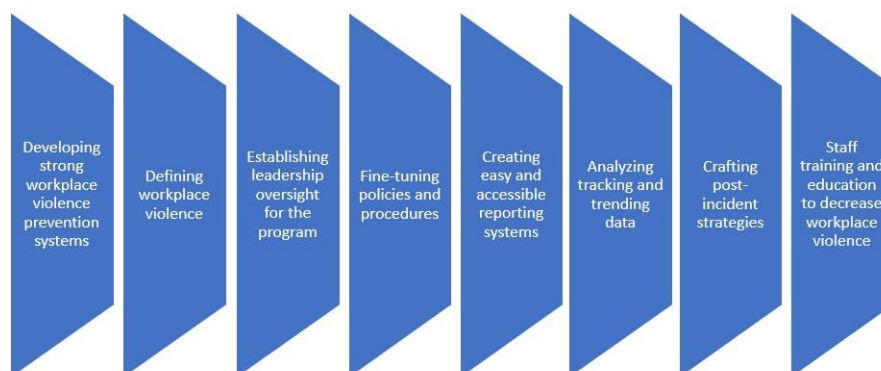 Developing
strong
workplace
violence
prevention
systems
Defining
workplace
violence
Establishing
leadership
oversight
for the
program
Fine-tuning
policies and
procedures
Creating
easy and
accessible
reporting
systems
Analyzing
tracking and
trending
data
Crafting
post-
incident
strategies
Staff
training and
education
to decrease
workplace
violence